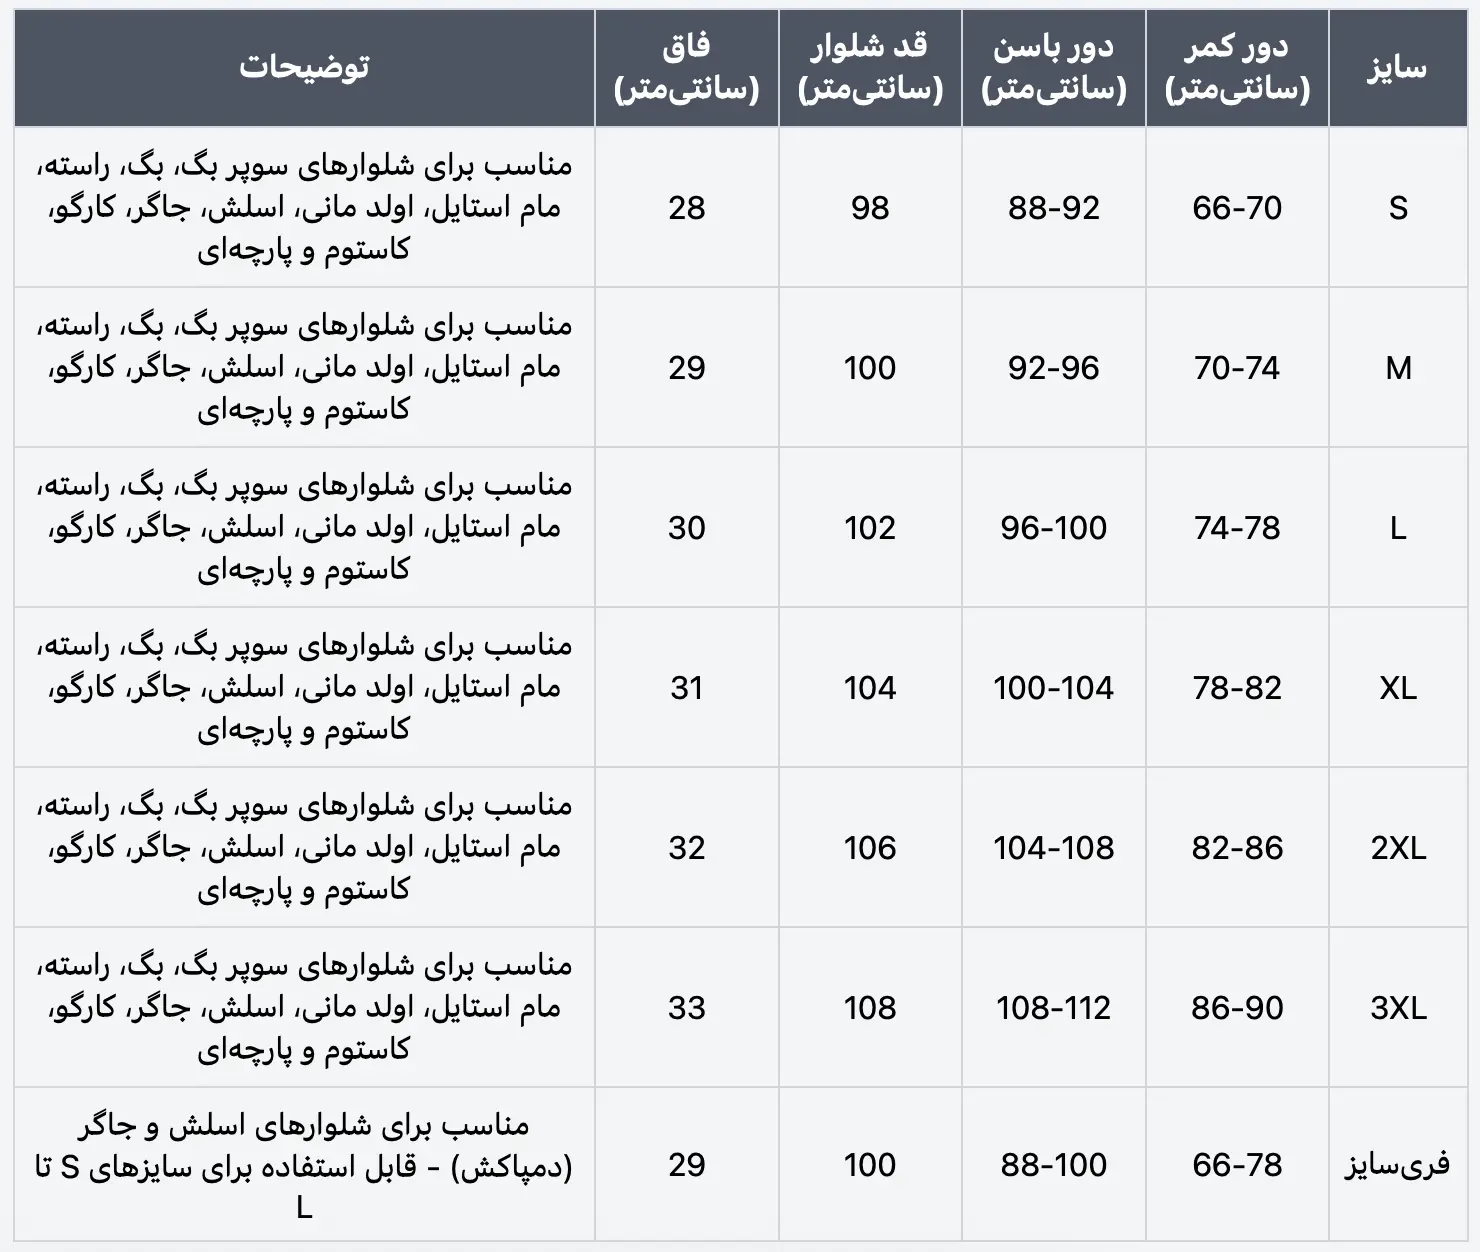 سایز
دور کمر
(سانتی‌متر)
دور باسن
(سانتی‌متر)
قد شلوار
(سانتی‌متر)
فاق
(سانتی‌متر)
توضیحات
S
66-70
88-92
98
28
مناسب برای شلوارهای سوپر بگ، بگ، راسته،
مام استایل، اولد مانی، اسلش، جاگر، کارگو،
کاستوم و پارچه‌ای
M
70-74
92-96
100
29
مناسب برای شلوارهای سوپر بگ، بگ، راسته،
مام استایل، اولد مانی، اسلش، جاگر، کارگو،
کاستوم و پارچه‌ای
L
74-78
96-100
102
30
مناسب برای شلوارهای سوپر بگ، بگ، راسته،
مام استایل، اولد مانی، اسلش، جاگر، کارگو،
کاستوم و پارچه‌ای
XL
78-82
100-104
104
31
مناسب برای شلوارهای سوپر بگ، بگ، راسته،
مام استایل، اولد مانی، اسلش، جاگر، کارگو،
کاستوم و پارچه‌ای
2XL
82-86
104-108
106
32
مناسب برای شلوارهای سوپر بگ، بگ، راسته،
مام استایل، اولد مانی، اسلش، جاگر، کارگو،
کاستوم و پارچه‌ای
3XL
86-90
108-112
108
33
مناسب برای شلوارهای سوپر بگ، بگ، راسته،
مام استایل، اولد مانی، اسلش، جاگر، کارگو،
کاستوم و پارچه‌ای
فری‌سایز
66-78
88-100
100
29
مناسب برای شلوارهای اسلش و جاگر
(دمپاکش) - قابل استفاده برای سایزهای S تا
L